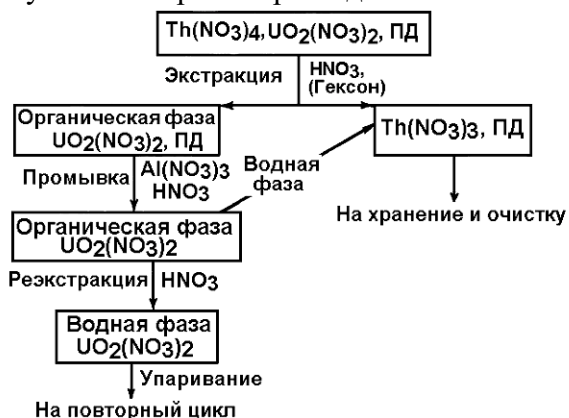 Th(NO3)4, UO2(NO3)2, ПД
Экстракция
HNO3,
(Гексон)
Органическая фаза
UO2(NO3)2, ПД
Th(NO3)3, ПД
Промывка
Al(NO3)3
HNO3
Водная
фаза
На хранение и очистку
Органическая фаза
UO2(NO3)2
Реэкстракция
HNO3
Водная фаза
UO2(NO3)2
Упаривание
На повторный цикл